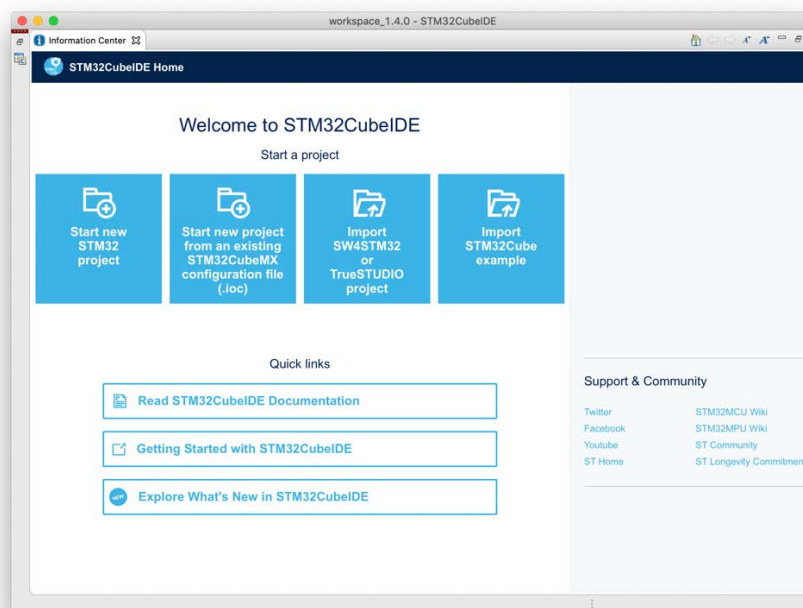 workspace_1.4.0 - STM32CubeIDE
Information Center
STM32CubeIDE Home
Welcome to STM32CubeIDE
Start a project
Start new
STM32
project
Start new project
from an existing
STM32CubeMX
configuration file
(.ioc)
Import
SW4STM32
or
TrueSTUDIO
project
Import
STM32Cube
example
Quick links
Read STM32CubeIDE Documentation
Getting Started with STM32CubeIDE
NEW
Explore What's New in STM32CubeIDE
Support & Community
Twitter
STM32MCU Wiki
Facebook
STM32MPU Wiki
Youtube
ST Community
ST Home
ST Longevity Commitmen